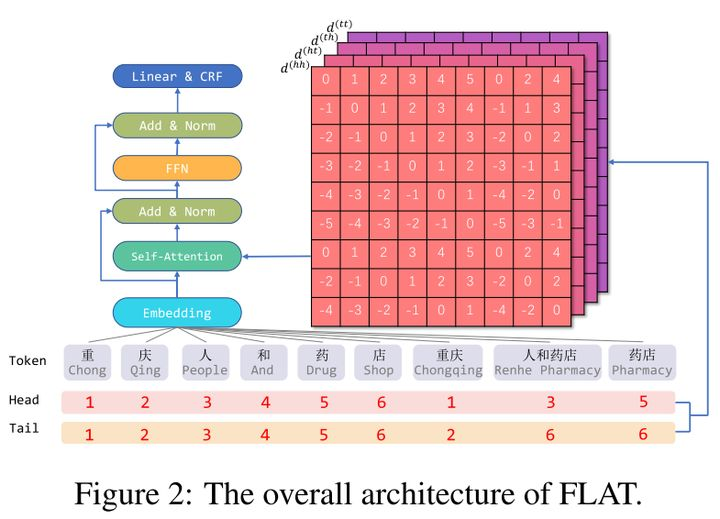 d(tt)
d(th)
d(ht)
d(hh)
Linear & CRF
Add & Norm
FFN
Add & Norm
Self-Attention
Embedding
0 1 2 3 4 5 0 2 4
-1 0 1 2 3 4 -1 1 3
-2 -1 0 1 2 3 -2 0 2
-3 -2 -1 0 1 2 -3 -1 1
-4 -3 -2 -1 0 1 -4 -2 0
-5 -4 -3 -2 -1 0 -5 -3 -1
0 1 2 3 4 5 0 2 4
-2 -1 0 1 2 3 -2 0 2
-4 -3 -2 -1 0 1 -4 -2 0
Token 重 庆 人 和 药 店 重庆 人和药店 药店
Chong Qing People And Drug Shop Chongqing Renhe Pharmacy Pharmacy
Head 1 2 3 4 5 6 1 3 5
Tail 1 2 3 4 5 6 2 6 6
Figure 2: The overall architecture of FLAT.